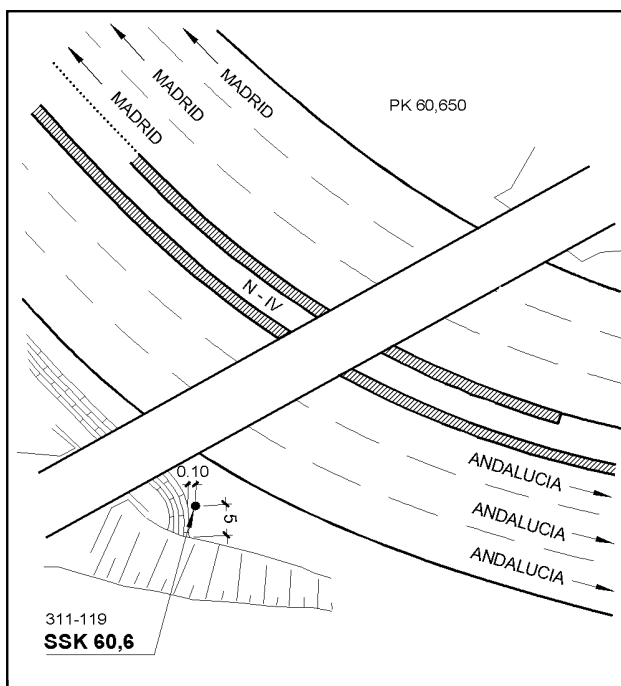 MADRID
MADRID
MADRID
PK 60,650
N - IV
0.10
5
ANDALUCIA
ANDALUCIA
ANDALUCIA
311-119
SSK 60,6